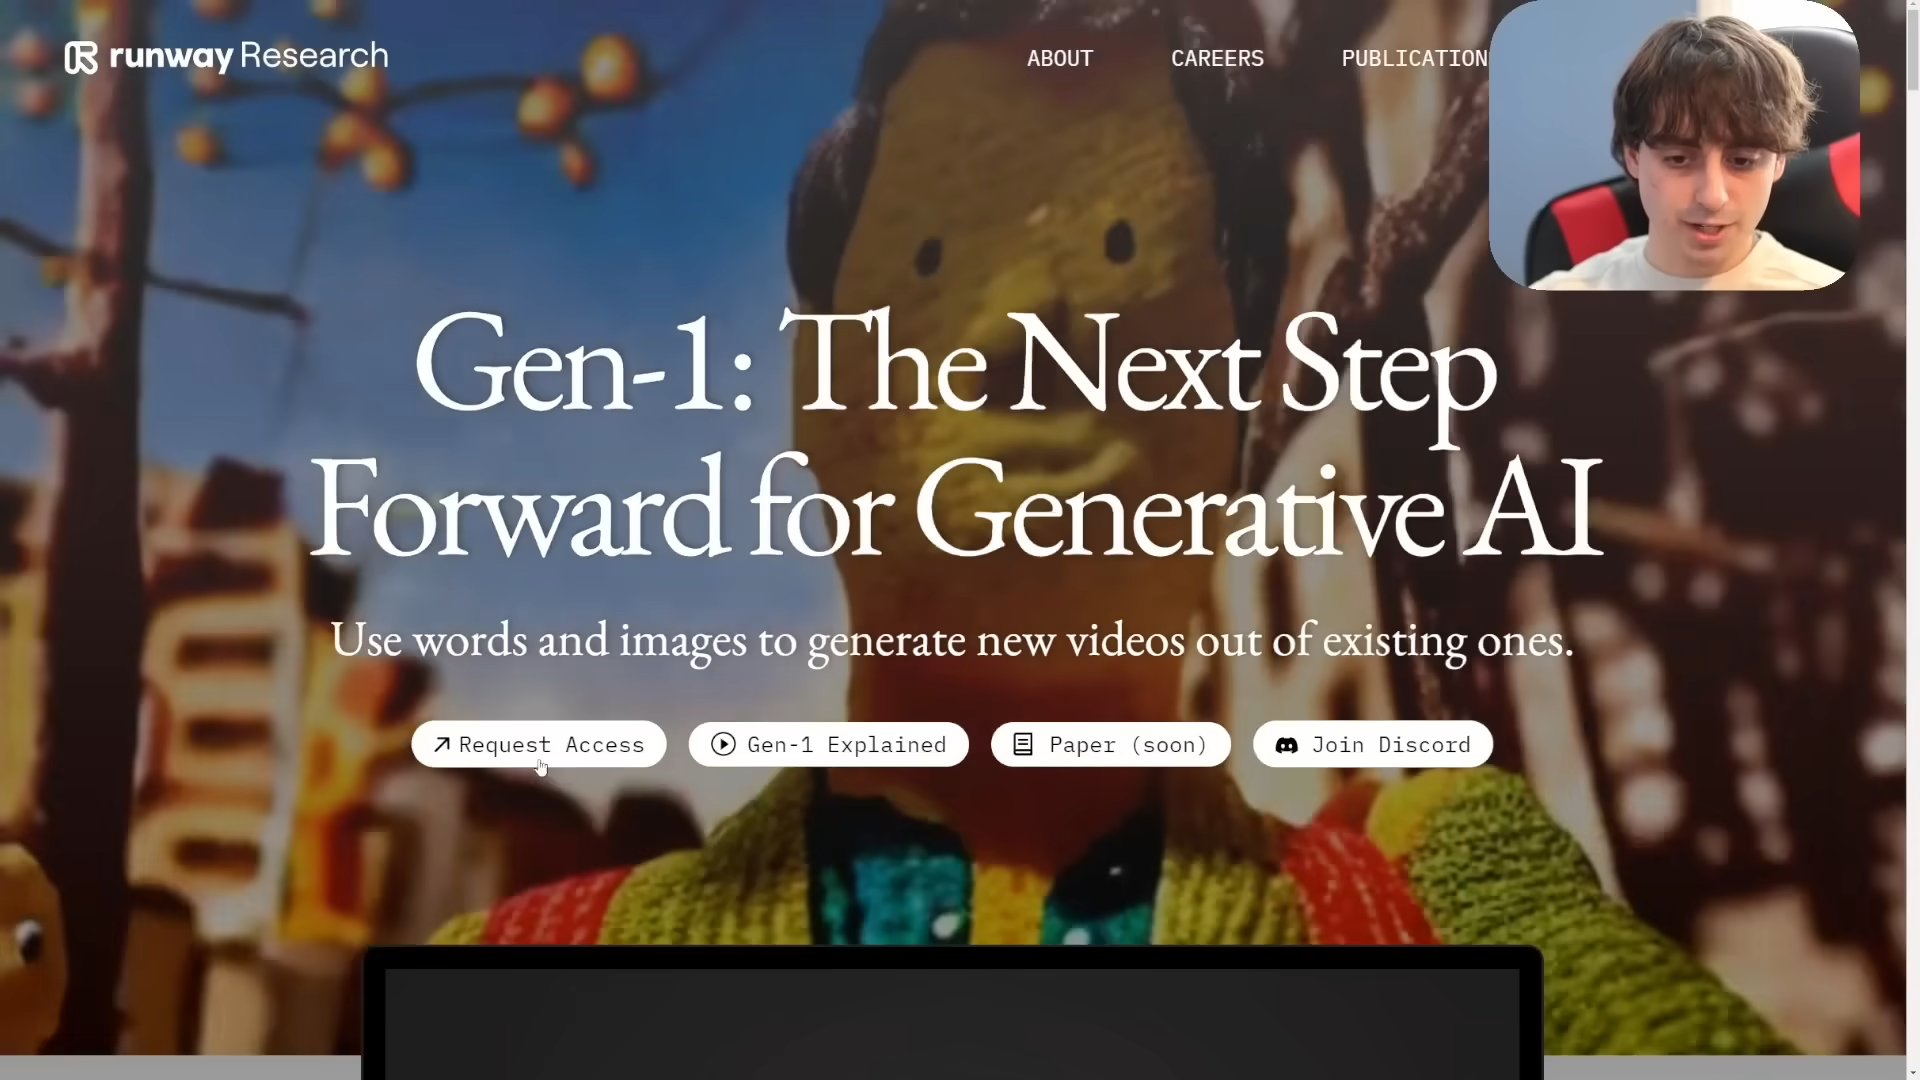 runway Research
ABOUT CAREERS PUBLICATION
Gen-1: The Next Step
Forward for Generative AI
Use words and images to generate new videos out of existing ones.
Request Access Gen-1 Explained Paper (soon) Join Discord